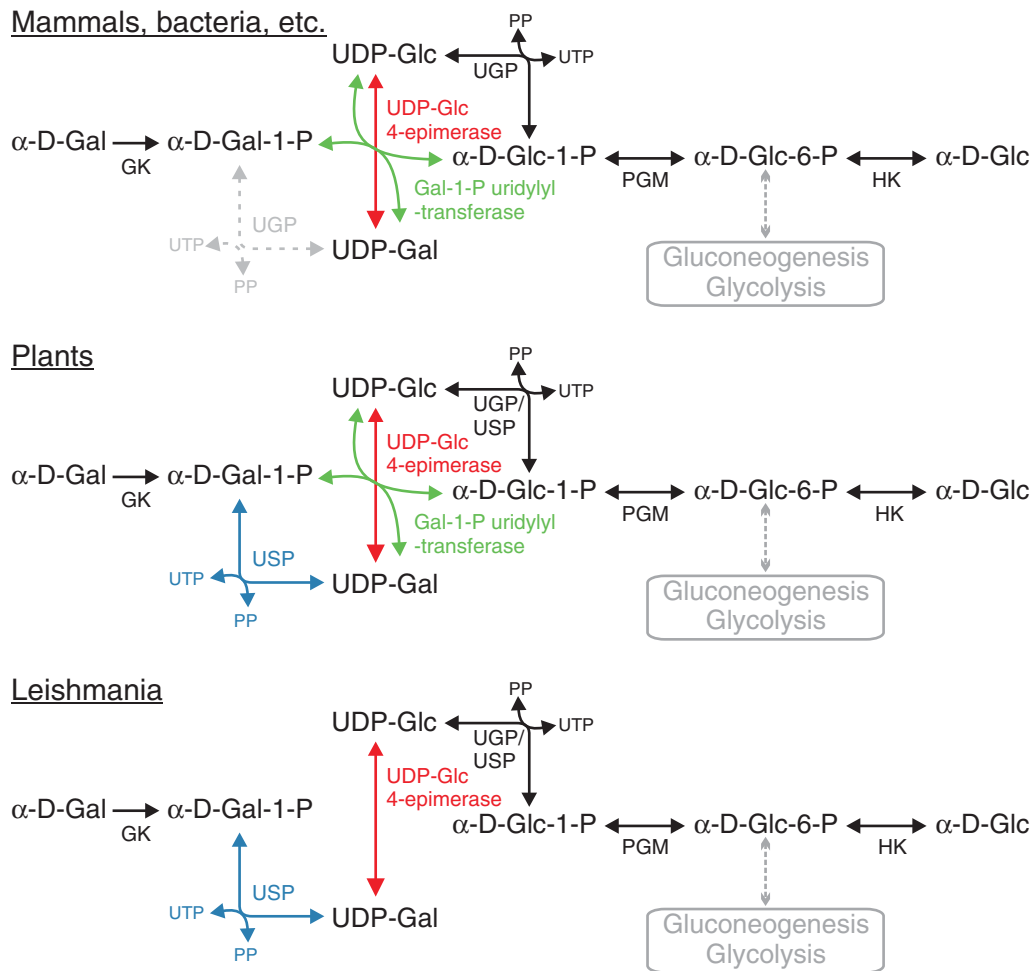 Mammals, bacteria, etc.
PP
UDP-Glc
UTP
UGP
UDP-Glc
4-epimerase
α-D-Gal
α-D-Gal-1-P
α-D-Glc-1-P
α-D-Glc-6-P
α-D-Glc
GK
PGM
HK
Gal-1-P uridylyl
-transferase
UGP
UTP
UDP-Gal
PP
Gluconeogenesis
Glycolysis
Plants
PP
UDP-Glc
UTP
UGP/
USP
UDP-Glc
4-epimerase
α-D-Gal
α-D-Gal-1-P
α-D-Glc-1-P
α-D-Glc-6-P
α-D-Glc
GK
PGM
HK
Gal-1-P uridylyl
-transferase
USP
UTP
UDP-Gal
PP
Gluconeogenesis
Glycolysis
Leishmania
PP
UDP-Glc
UTP
UGP/
USP
UDP-Glc
4-epimerase
α-D-Gal
α-D-Gal-1-P
α-D-Glc-1-P
α-D-Glc-6-P
α-D-Glc
GK
PGM
HK
USP
UTP
UDP-Gal
PP
Gluconeogenesis
Glycolysis